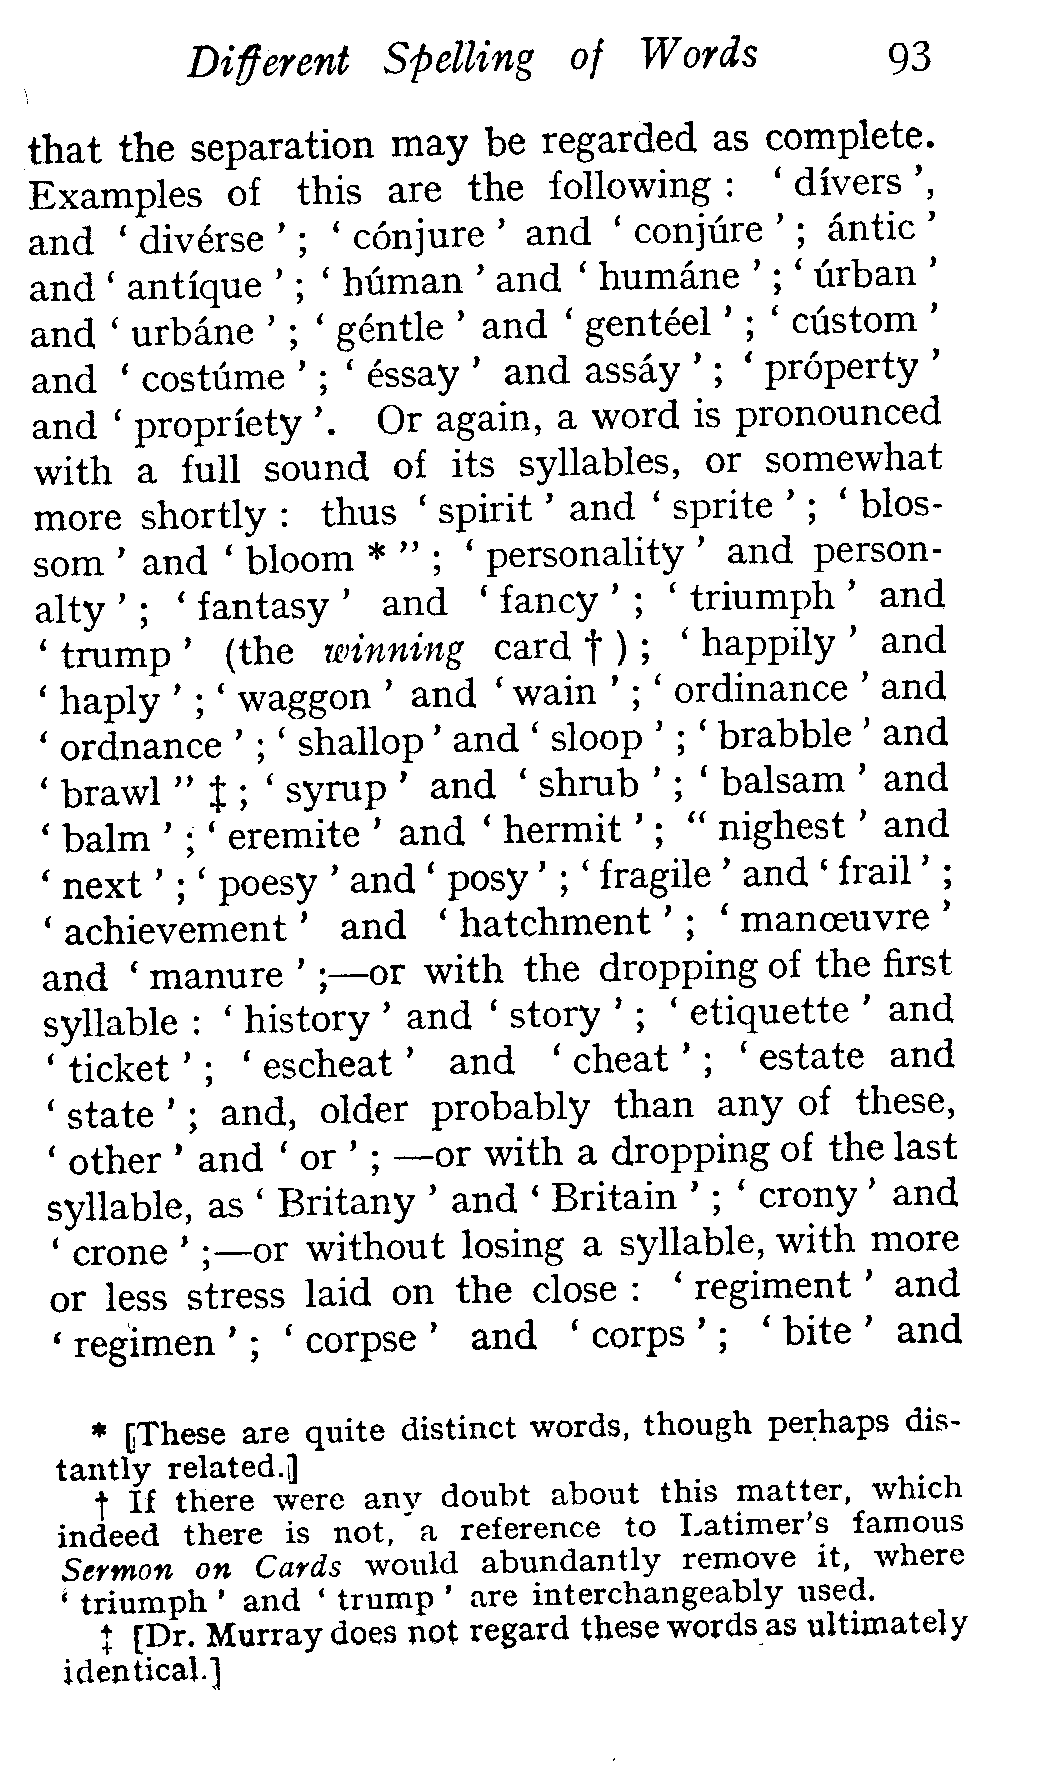 Different Spelling of Words 93
that the separation may be regarded as complete.
Examples of this are the following : ‘ dívers ’,
and ‘ divérse ’ ; ‘ cónjure ’ and ‘ conjúre ’ ; ántic ’
and ‘ antíque ’ ; ‘ húman ’ and ‘ humáne ’ ; ‘ úrban ’
and ‘ urbáne ’ ; ‘ géntle ’ and ‘ gentéel ’ ; ‘ cústom ’
and ‘ costúme ’ ; ‘ éssay ’ and assáy ’ ; ‘ próperty ’
and ‘ propríety ’. Or again, a word is pronounced
with a full sound of its syllables, or somewhat
more shortly : thus ‘ spirit ’ and ‘ sprite ’ ; ‘ blos-
som ’ and ‘ bloom * ” ; ‘ personality ’ and person-
alty ’ ; ‘ fantasy ’ and ‘ fancy ’ ; ‘ triumph ’ and
‘ trump ’ (the winning card † ) ; ‘ happily ’ and
‘ haply ’ ; ‘ waggon ’ and ‘ wain ’ ; ‘ ordinance ’ and
‘ ordnance ’ ; ‘ shallop ’ and ‘ sloop ’ ; ‘ brabble ’ and
‘ brawl ” ‡ ; ‘ syrup ’ and ‘ shrub ’ ; ‘ balsam ’ and
‘ balm ’ ; ‘ eremite ’ and ‘ hermit ’ ; “ nighest ’ and
‘ next ’ ; ‘ poesy ’ and ‘ posy ’ ; ‘ fragile ’ and ‘ frail ’ ;
‘ achievement ’ and ‘ hatchment ’ ; ‘ manœuvre ’
and ‘ manure ’ ;—or with the dropping of the first
syllable : ‘ history ’ and ‘ story ’ ; ‘ etiquette ’ and
‘ ticket ’ ; ‘ escheat ’ and ‘ cheat ’ ; ‘ estate and
‘ state ’ ; and, older probably than any of these,
‘ other ’ and ‘ or ’ ; —or with a dropping of the last
syllable, as ‘ Britany ’ and ‘ Britain ’ ; ‘ crony ’ and
‘ crone ’ ;—or without losing a syllable, with more
or less stress laid on the close : ‘ regiment ’ and
‘ regimen ’ ; ‘ corpse ’ and ‘ corps ’ ; ‘ bite ’ and
* [These are quite distinct words, though perhaps dis-
tantly related.]
† If there were any doubt about this matter, which
indeed there is not, a reference to Latimer’s famous
Sermon on Cards would abundantly remove it, where
‘ triumph ’ and ‘ trump ’ are interchangeably used.
‡ [Dr. Murray does not regard these words as ultimately
identical.]